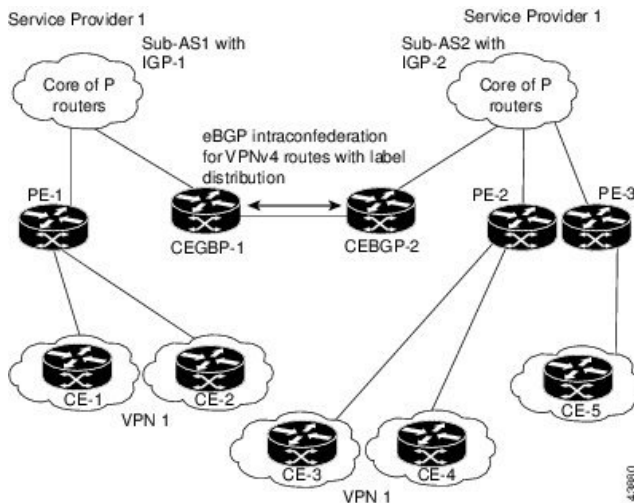 Service Provider 1
Service Provider 1
Sub-AS1 with
IGP-1
Sub-AS2 with
IGP-2
Core of P
routers
Core of P
routers
eBGP intraconfederation
for VPNv4 routes with label
distribution
PE-1
PE-2
PE-3
CEGBP-1
CEBGP-2
CE-1
CE-2
VPN 1
CE-5
CE-3
CE-4
VPN 1
43880